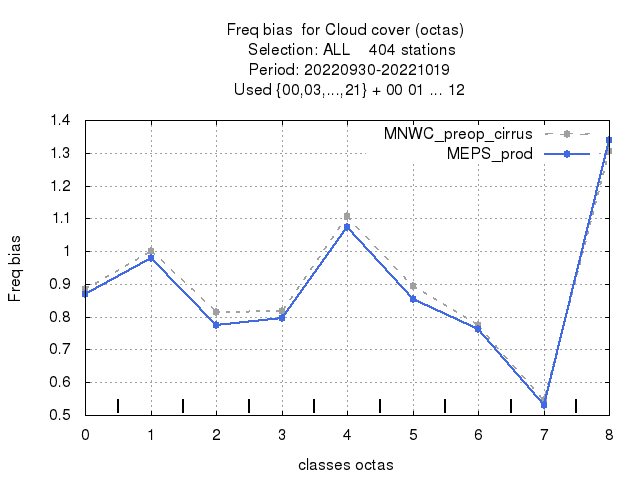 Freq bias  for Cloud cover (octas)
Selection: ALL    404 stations
Period: 20220930-20221019
Used {00,03,...,21} + 00 01 ... 12
MNWC_preop_cirrus
MEPS_prod
1.4
1.3
1.2
1.1
1
0.9
0.8
0.7
0.6
0.5
Freq bias
0 1 2 3 4 5 6 7 8
classes octas